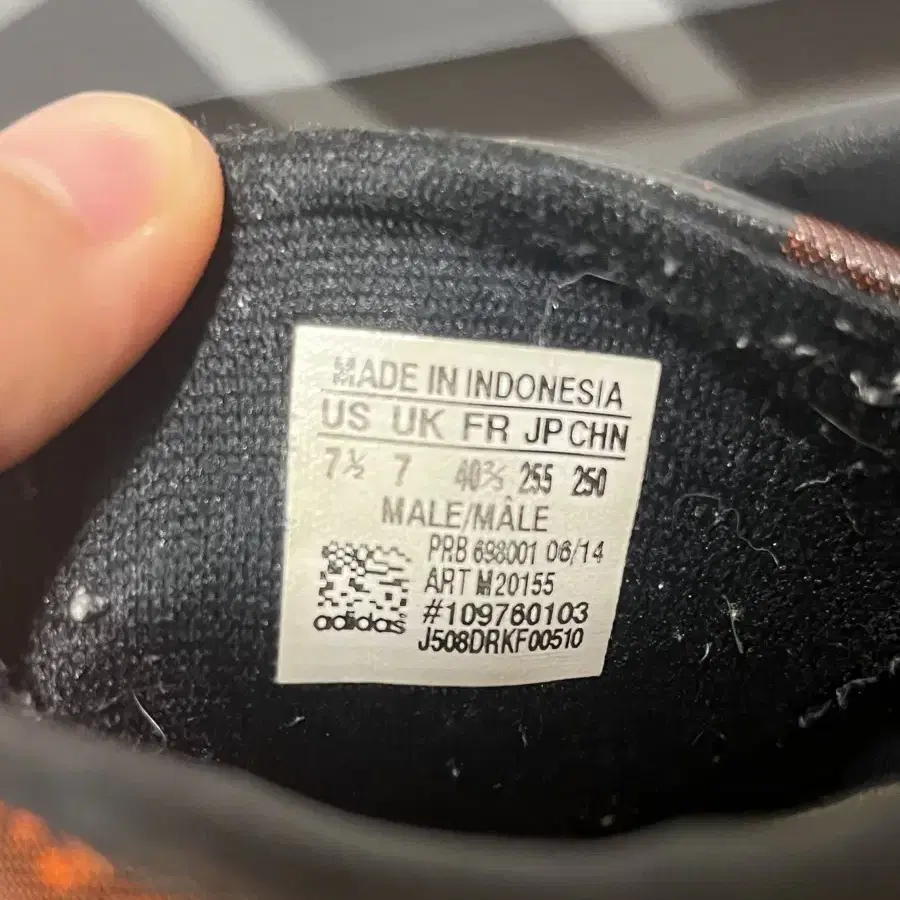 MADE IN INDONESIA
US UK FR JP CHN
7½ 7 40⅔ 255 250
MALE/MÂLE
PRB 698001 06/14
ART M20155
#109760103
adidas
J508DRKF00510